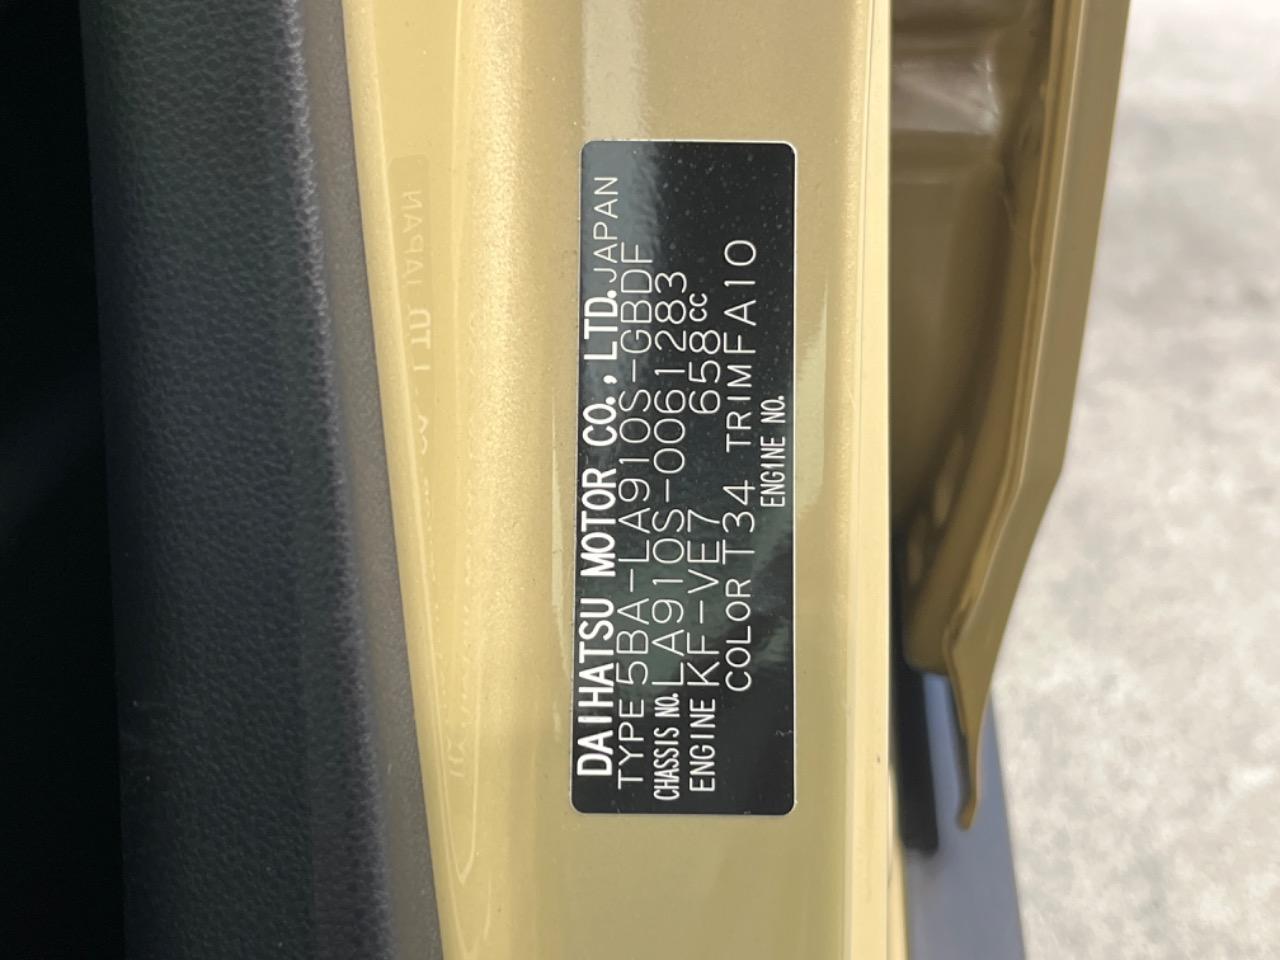 DAIHATSU MOTOR CO.,LTD.JAPAN
TYPE 5BA-LA910S-GBDF
CHASSIS NO. LA910S-0061283
ENGINE KF-VE7 658cc
COLOR T34 TRIM FA10
ENGINE NO.